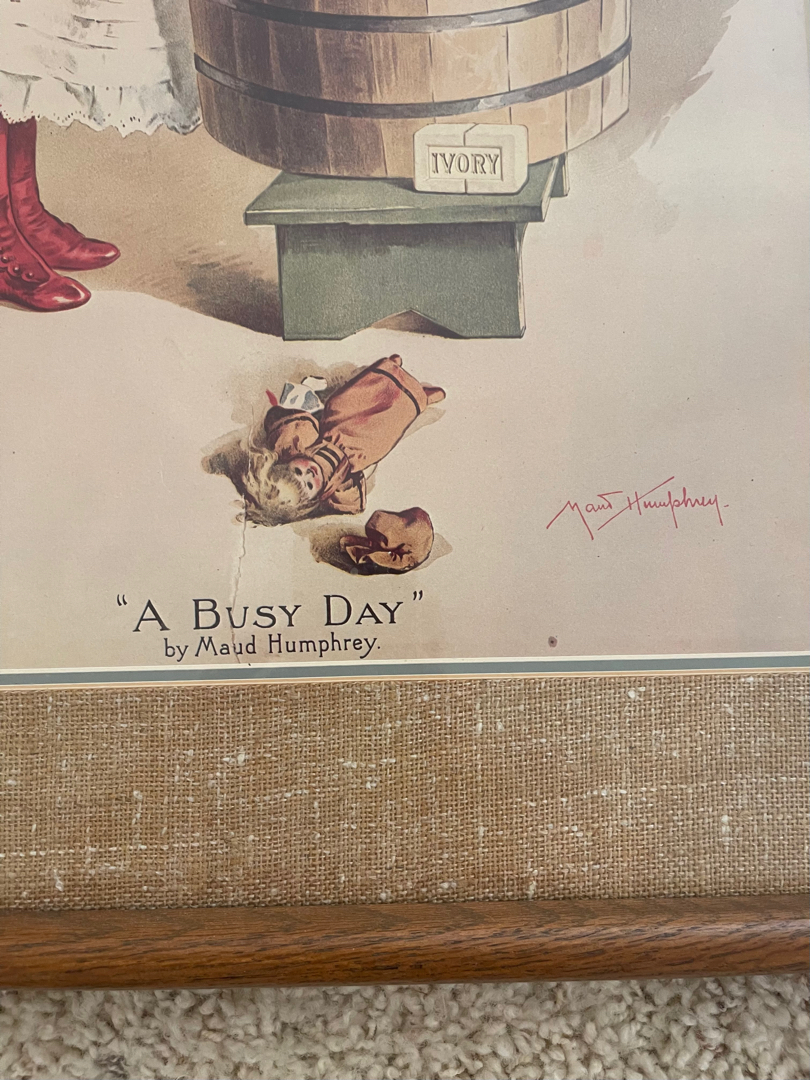 IVORY
Maud Humphrey.
“A BUSY DAY”
by Maud Humphrey.